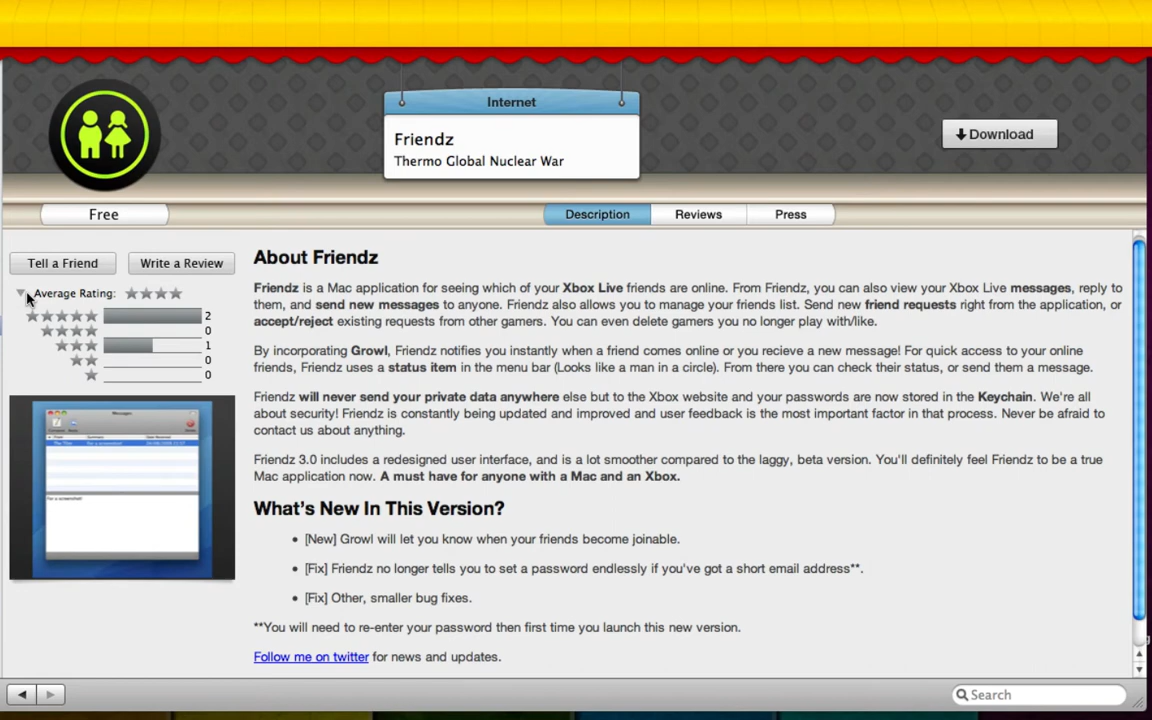 Internet
Friendz
Thermo Global Nuclear War
Download
Free
Description
Reviews
Press
Tell a Friend
Write a Review
Average Rating:
2
0
1
0
0
About Friendz
Friendz is a Mac application for seeing which of your Xbox Live friends are online. From Friendz, you can also view your Xbox Live messages, reply to
them, and send new messages to anyone. Friendz also allows you to manage your friends list. Send new friend requests right from the application, or
accept/reject existing requests from other gamers. You can even delete gamers you no longer play with/like.
By incorporating Growl, Friendz notifies you instantly when a friend comes online or you recieve a new message! For quick access to your online
friends, Friendz uses a status item in the menu bar (Looks like a man in a circle). From there you can check their status, or send them a message.
Friendz will never send your private data anywhere else but to the Xbox website and your passwords are now stored in the Keychain. We're all
about security! Friendz is constantly being updated and improved and user feedback is the most important factor in that process. Never be afraid to
contact us about anything.
Friendz 3.0 includes a redesigned user interface, and is a lot smoother compared to the laggy, beta version. You'll definitely feel Friendz to be a true
Mac application now. A must have for anyone with a Mac and an Xbox.
What's New In This Version?
• [New] Growl will let you know when your friends become joinable.
• [Fix] Friendz no longer tells you to set a password endlessly if you've got a short email address**.
• [Fix] Other, smaller bug fixes.
**You will need to re-enter your password then first time you launch this new version.
Follow me on twitter for news and updates.
Messages
Search